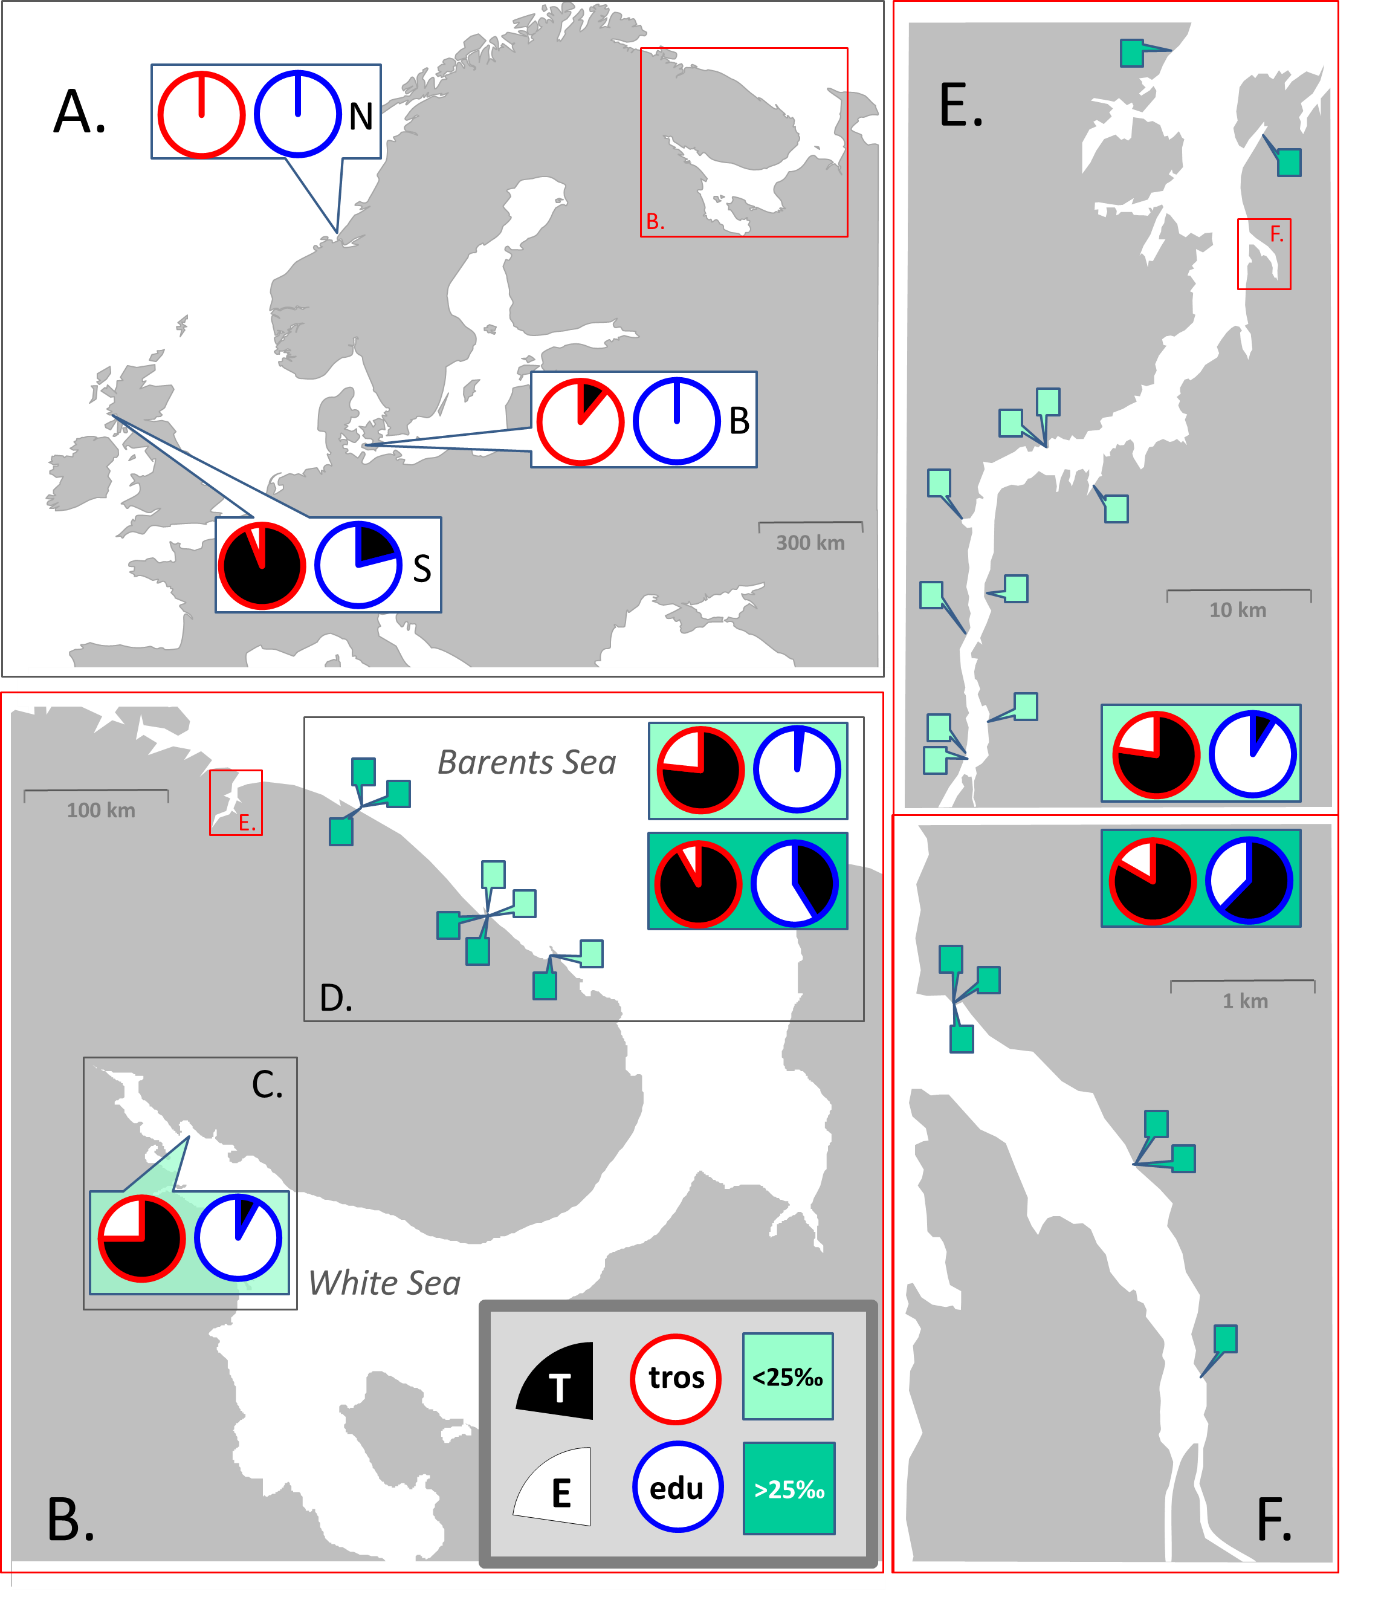 A.
N
B.
B
S
300 km
E.
F.
10 km
Barents Sea
100 km
E.
D.
C.
White Sea
T
tros
<25‰
E
edu
>25‰
B.
1 km
F.